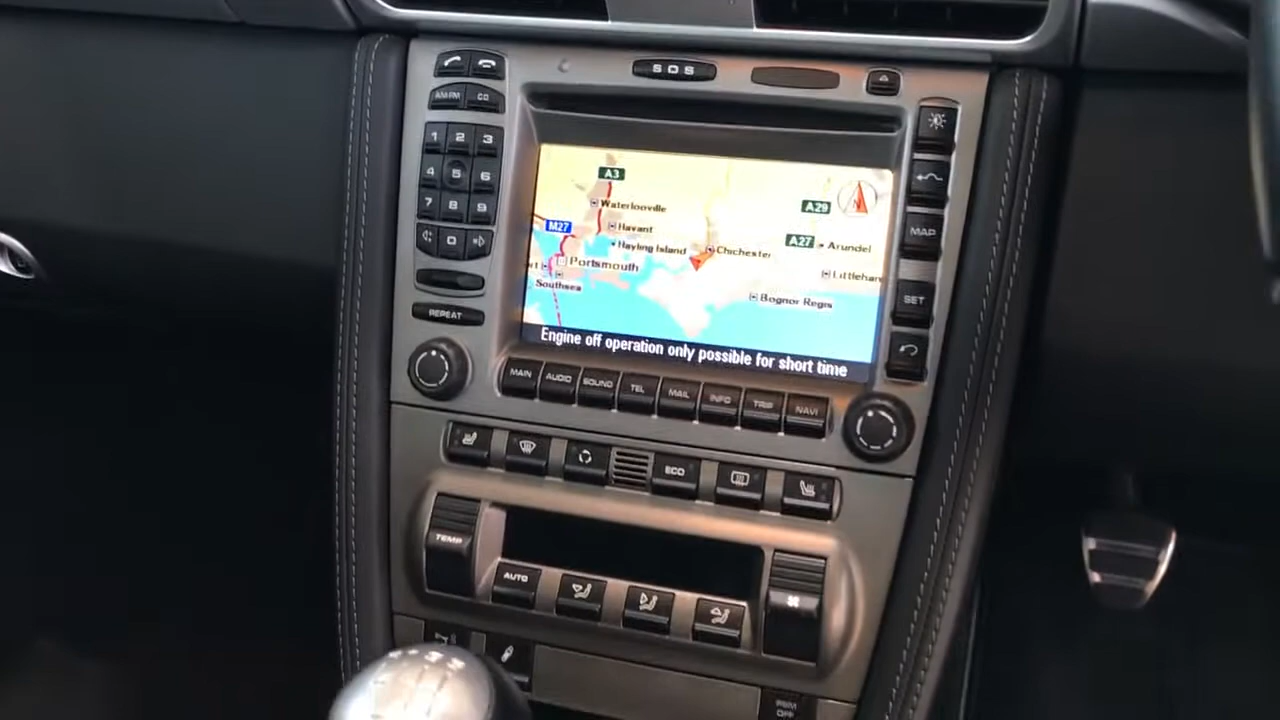 SOS
AM FM CD
1 2 3
4 5 6
7 8 9
0
REPEAT
A3
Waterlooville
A29
M27
Havant
Hayling Island
Chichester
A27
Arundel
Portsmouth
Littleham
Southsea
Bognor Regis
Engine off operation only possible for short time
MAP
SET
MAIN AUDIO SOUND TEL MAIL INFO TRIP NAVI
ECO
TEMP
AUTO
OFF